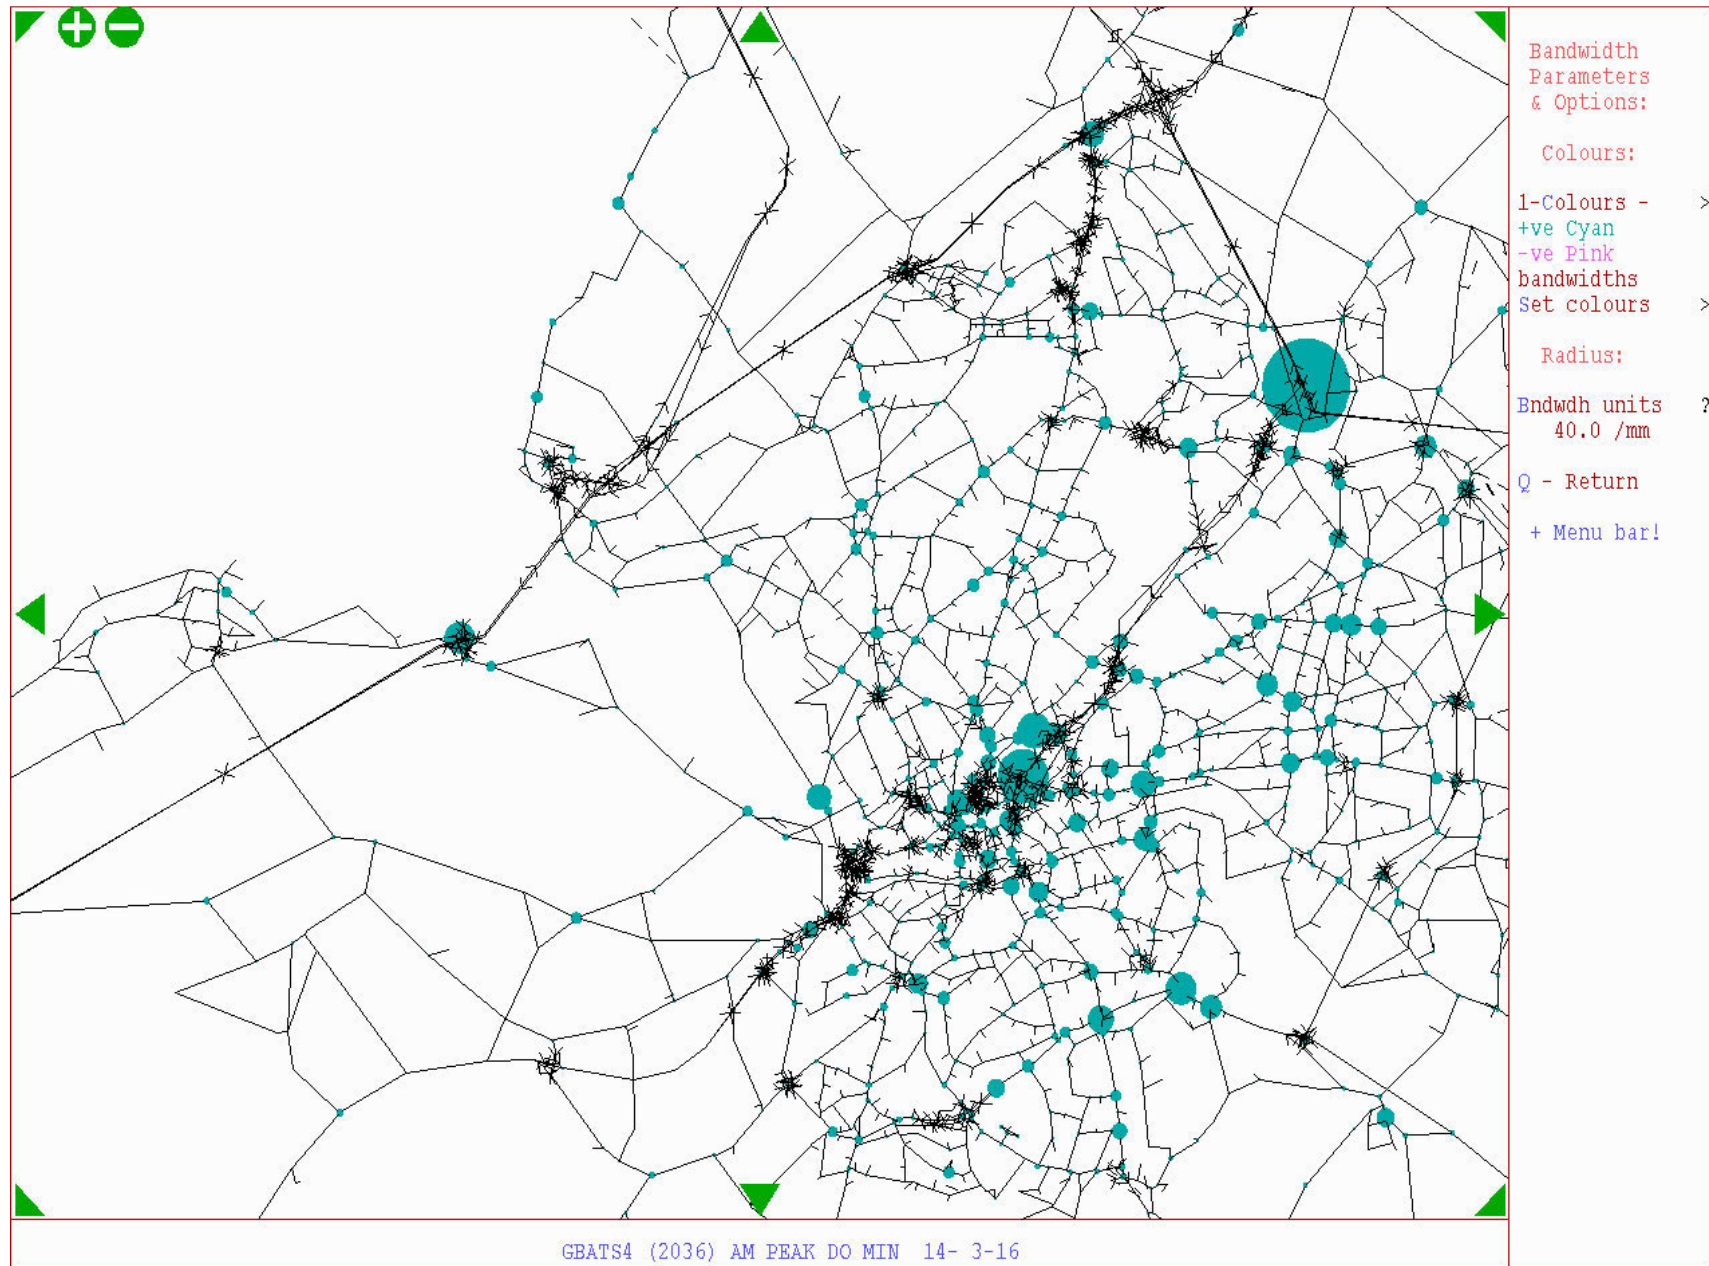 Bandwidth
Parameters
& Options:
Colours:
1-Colours - >
+ve Cyan
-ve Pink
bandwidths
Set colours >
Radius:
Bndwdh units ?
40.0 /mm
Q - Return
+ Menu bar!
GBATS4 (2036) AM PEAK DO MIN 14- 3-16